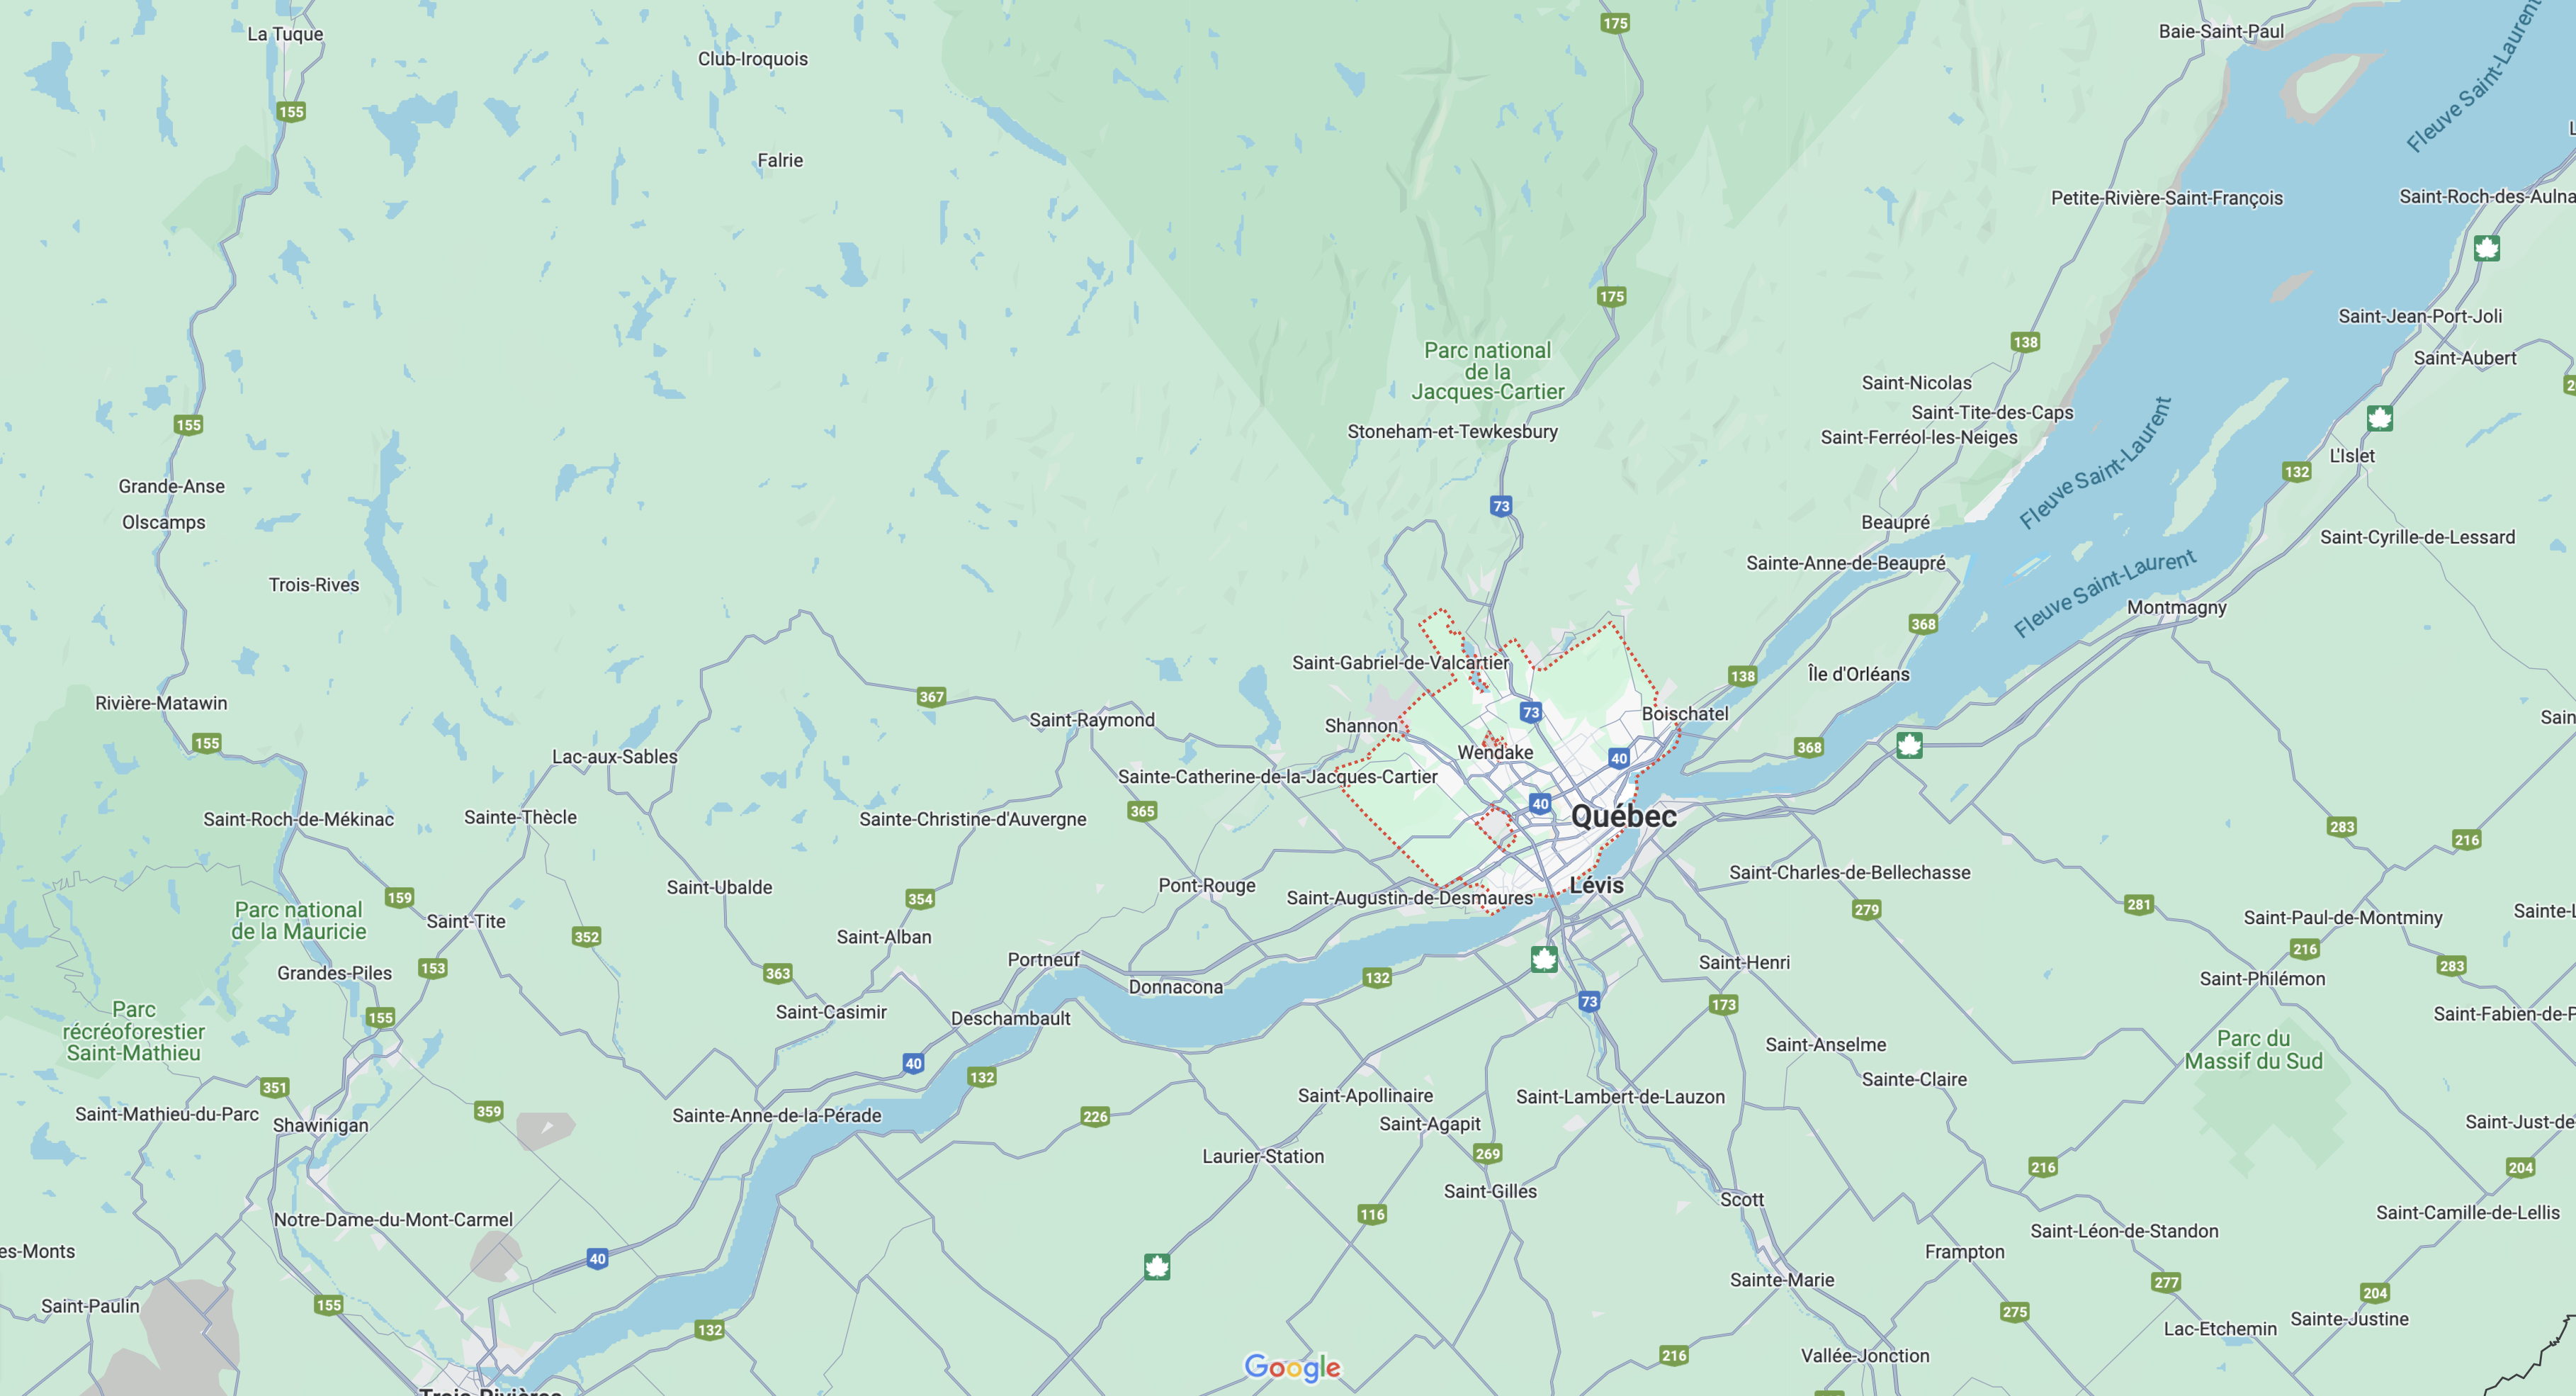 La Tuque
Club-Iroquois
175
Baie-Saint-Paul
Fleuve Saint-Laurent
155
Falrie
Petite-Rivière-Saint-François
Saint-Roch-des-Aulna
175
Saint-Jean-Port-Joli
138
Parc national
de la
Jacques-Cartier
Saint-Aubert
Saint-Nicolas
Saint-Tite-des-Caps
155
Stoneham-et-Tewkesbury
Saint-Ferréol-les-Neiges
Fleuve Saint-Laurent
L'Islet
132
Grande-Anse
73
Olscamps
Beaupré
Saint-Cyrille-de-Lessard
Sainte-Anne-de-Beaupré
Trois-Rives
Fleuve Saint-Laurent
Montmagny
368
Saint-Gabriel-de-Valcartier
138
Île d'Orléans
367
Rivière-Matawin
73
Boischatel
Saint-Raymond
Shannon
Sain
155
368
Wendake
40
Lac-aux-Sables
Sainte-Catherine-de-la-Jacques-Cartier
40
365
Québec
Saint-Roch-de-Mékinac
Sainte-Thècle
Sainte-Christine-d'Auvergne
283
216
Saint-Charles-de-Bellechasse
Saint-Ubalde
Pont-Rouge
Lévis
159
354
Saint-Augustin-de-Desmaures
281
279
Parc national
de la Mauricie
Saint-Tite
Sainte-L
Saint-Paul-de-Montminy
352
Saint-Alban
216
Portneuf
Saint-Henri
283
153
Grandes-Piles
363
132
Saint-Philémon
Donnacona
73
173
Parc
récréoforestier
Saint-Mathieu
155
Saint-Casimir
Deschambault
Saint-Fabien-de-P
Saint-Anselme
Parc du
Massif du Sud
40
132
Sainte-Claire
351
Saint-Apollinaire
Saint-Lambert-de-Lauzon
Saint-Mathieu-du-Parc
359
Sainte-Anne-de-la-Pérade
226
Saint-Agapit
Saint-Just-de
Shawinigan
Laurier-Station
269
216
204
Saint-Gilles
Scott
116
Notre-Dame-du-Mont-Carmel
Saint-Camille-de-Lellis
Saint-Léon-de-Standon
es-Monts
40
Frampton
Sainte-Marie
277
204
Saint-Paulin
155
275
Sainte-Justine
132
Lac-Etchemin
216
Vallée-Jonction
Google
Trois-Rivières